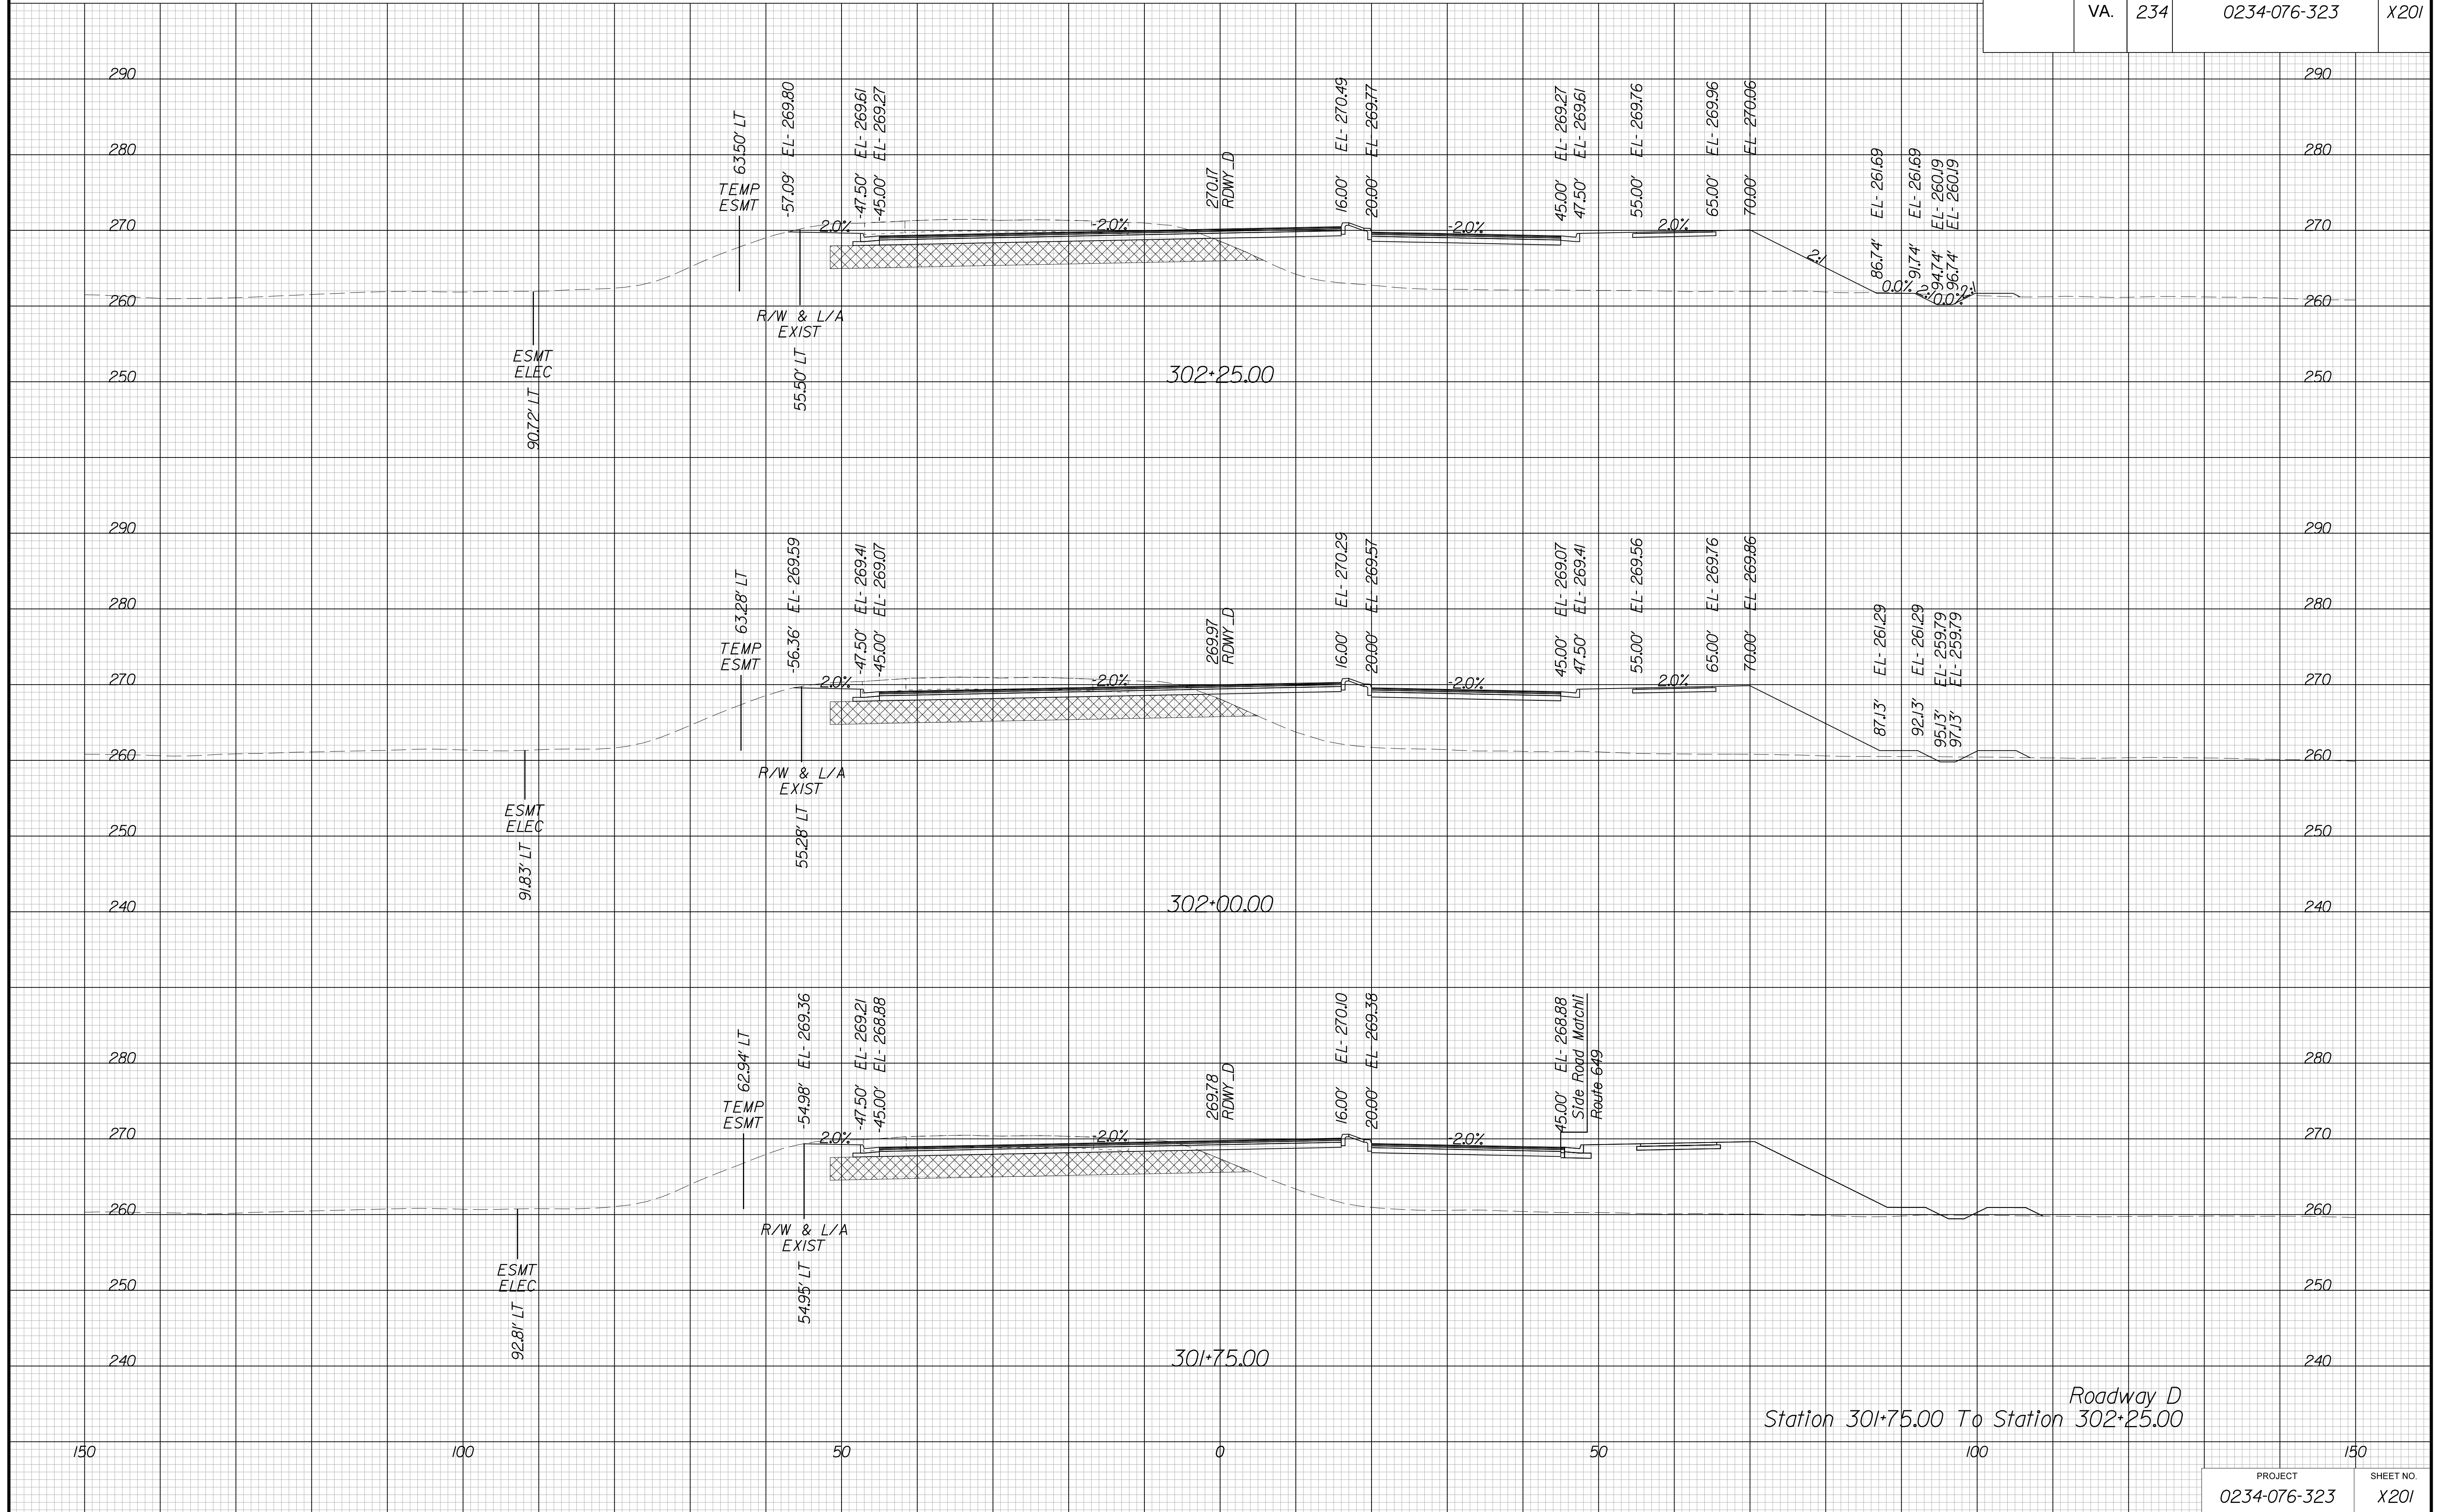 VA. 234 0234-076-323 X201
290 290
280 280
270 270
260 260
250 250
63.50' LT
TEMP
ESMT
-57.09' EL- 269.80
-47.50' EL- 269.61
-45.00' EL- 269.27
270.17
RDWY_D
16.00' EL- 270.49
20.00' EL- 269.77
45.00' EL- 269.27
47.50' EL- 269.61
55.00' EL- 269.76
65.00' EL- 269.96
70.00' EL- 270.06
86.74' EL- 261.69
91.74' EL- 261.69
94.74' EL- 260.19
96.74' EL- 260.19
2.0% -2.0% -2.0% 2.0% 2:1 0.0% 2:1 0.0% 2:1
R/W & L/A
EXIST
55.50' LT
ESMT
ELEC
90.72' LT
302+25.00
290 290
280 280
270 270
260 260
250 250
240 240
63.28' LT
TEMP
ESMT
-56.36' EL- 269.59
-47.50' EL- 269.41
-45.00' EL- 269.07
269.97
RDWY_D
16.00' EL- 270.29
20.00' EL- 269.57
45.00' EL- 269.07
47.50' EL- 269.41
55.00' EL- 269.56
65.00' EL- 269.76
70.00' EL- 269.86
87.13' EL- 261.29
92.13' EL- 261.29
95.13' EL- 259.79
97.13' EL- 259.79
2.0% -2.0% -2.0% 2.0%
R/W & L/A
EXIST
55.28' LT
ESMT
ELEC
91.83' LT
302+00.00
280 280
270 270
260 260
250 250
240 240
62.94' LT
TEMP
ESMT
-54.98' EL- 269.36
-47.50' EL- 269.21
-45.00' EL- 268.88
269.78
RDWY_D
16.00' EL- 270.10
20.00' EL- 269.38
45.00' EL- 268.88
Side Road Matchli
Route 649
2.0% -2.0% -2.0%
R/W & L/A
EXIST
54.95' LT
ESMT
ELEC
92.81' LT
301+75.00
Roadway D
Station 301+75.00 To Station 302+25.00
150 100 50 0 50 100 150
PROJECT SHEET NO.
0234-076-323 X201